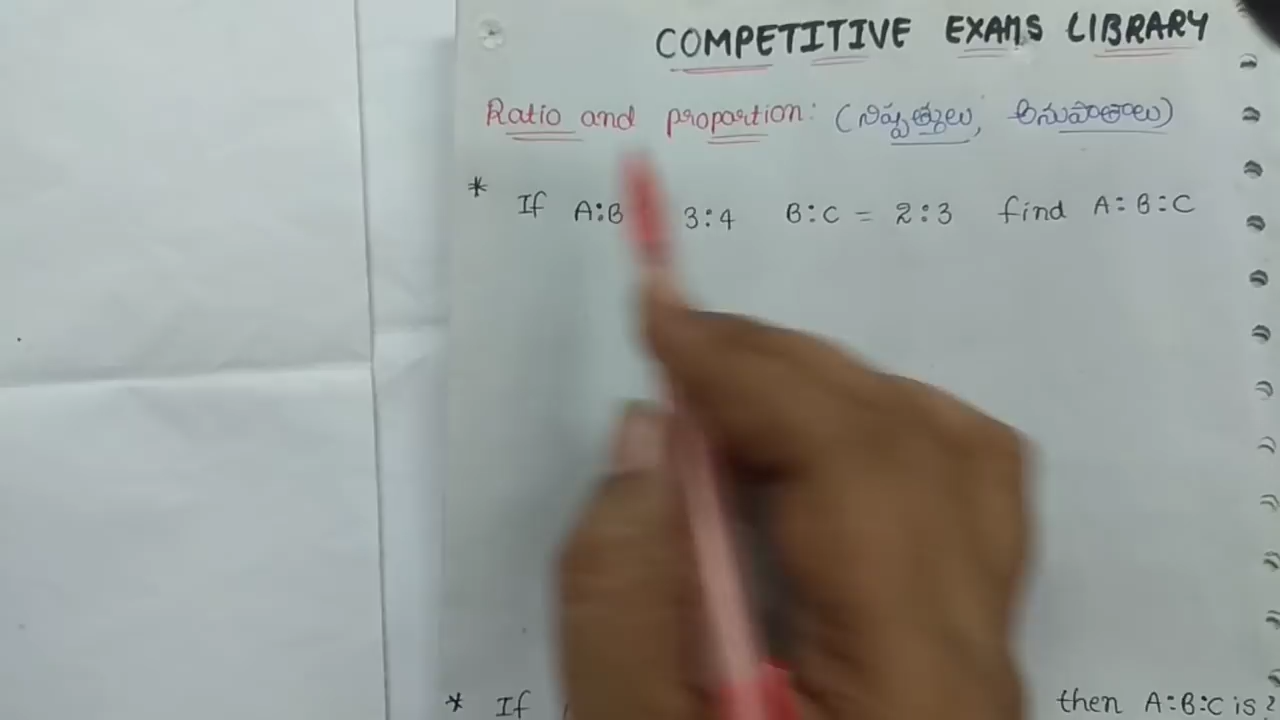 COMPETITIVE EXAMS LIBRARY
Ratio and proportion: (నిష్పత్తులు, అనుపాతాలు)
* If A:B 3:4 B:C = 2:3 find A:B:C
* If then A:B:C is?